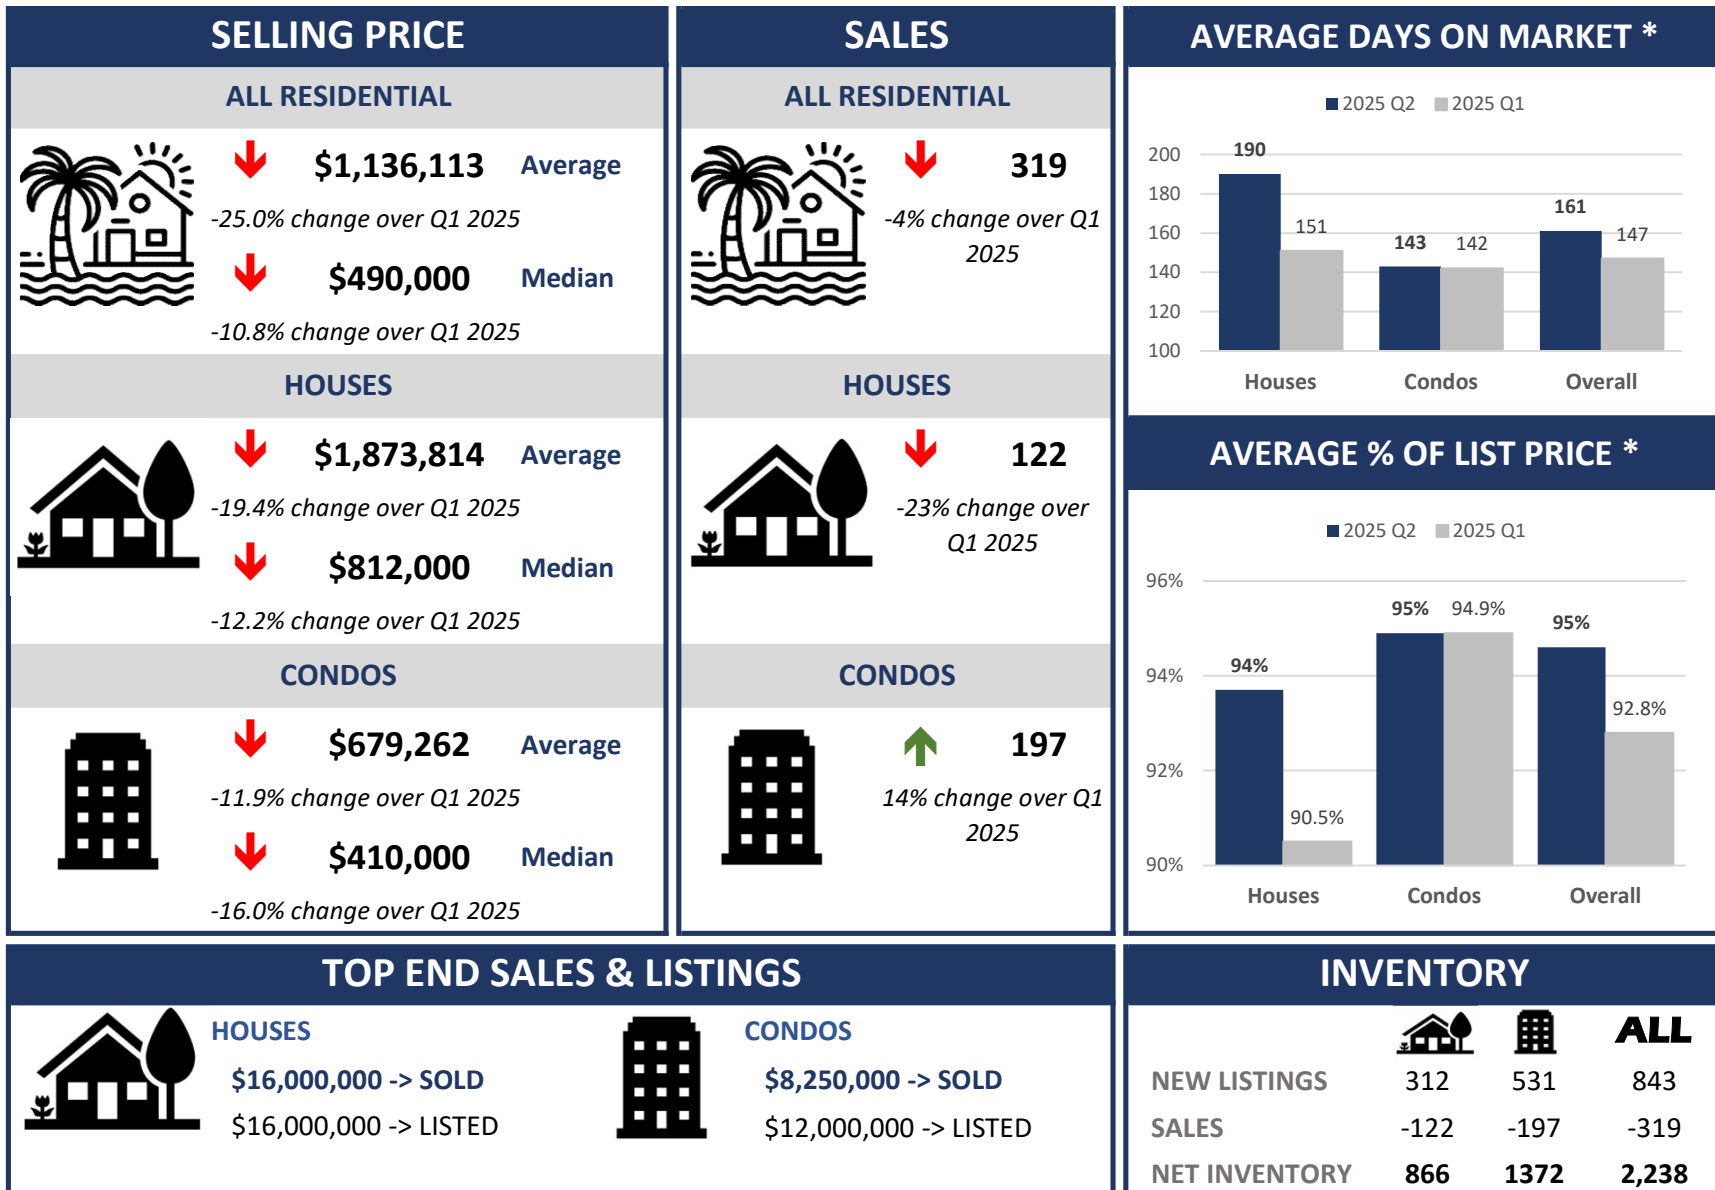 SELLING PRICE
ALL RESIDENTIAL
$1,136,113 Average
-25.0% change over Q1 2025
$490,000 Median
-10.8% change over Q1 2025
HOUSES
$1,873,814 Average
-19.4% change over Q1 2025
$812,000 Median
-12.2% change over Q1 2025
CONDOS
$679,262 Average
-11.9% change over Q1 2025
$410,000 Median
-16.0% change over Q1 2025
SALES
ALL RESIDENTIAL
319
-4% change over Q1
2025
HOUSES
122
-23% change over
Q1 2025
CONDOS
197
14% change over Q1
2025
AVERAGE DAYS ON MARKET *
2025 Q2 2025 Q1
200
180
160
140
120
100
190
151
143
142
161
147
Houses Condos Overall
AVERAGE % OF LIST PRICE *
2025 Q2 2025 Q1
96%
94%
92%
90%
94%
90.5%
95%
94.9%
95%
92.8%
Houses Condos Overall
TOP END SALES & LISTINGS
HOUSES
$16,000,000 -> SOLD
$16,000,000 -> LISTED
CONDOS
$8,250,000 -> SOLD
$12,000,000 -> LISTED
INVENTORY
ALL
NEW LISTINGS 312 531 843
SALES -122 -197 -319
NET INVENTORY 866 1372 2,238